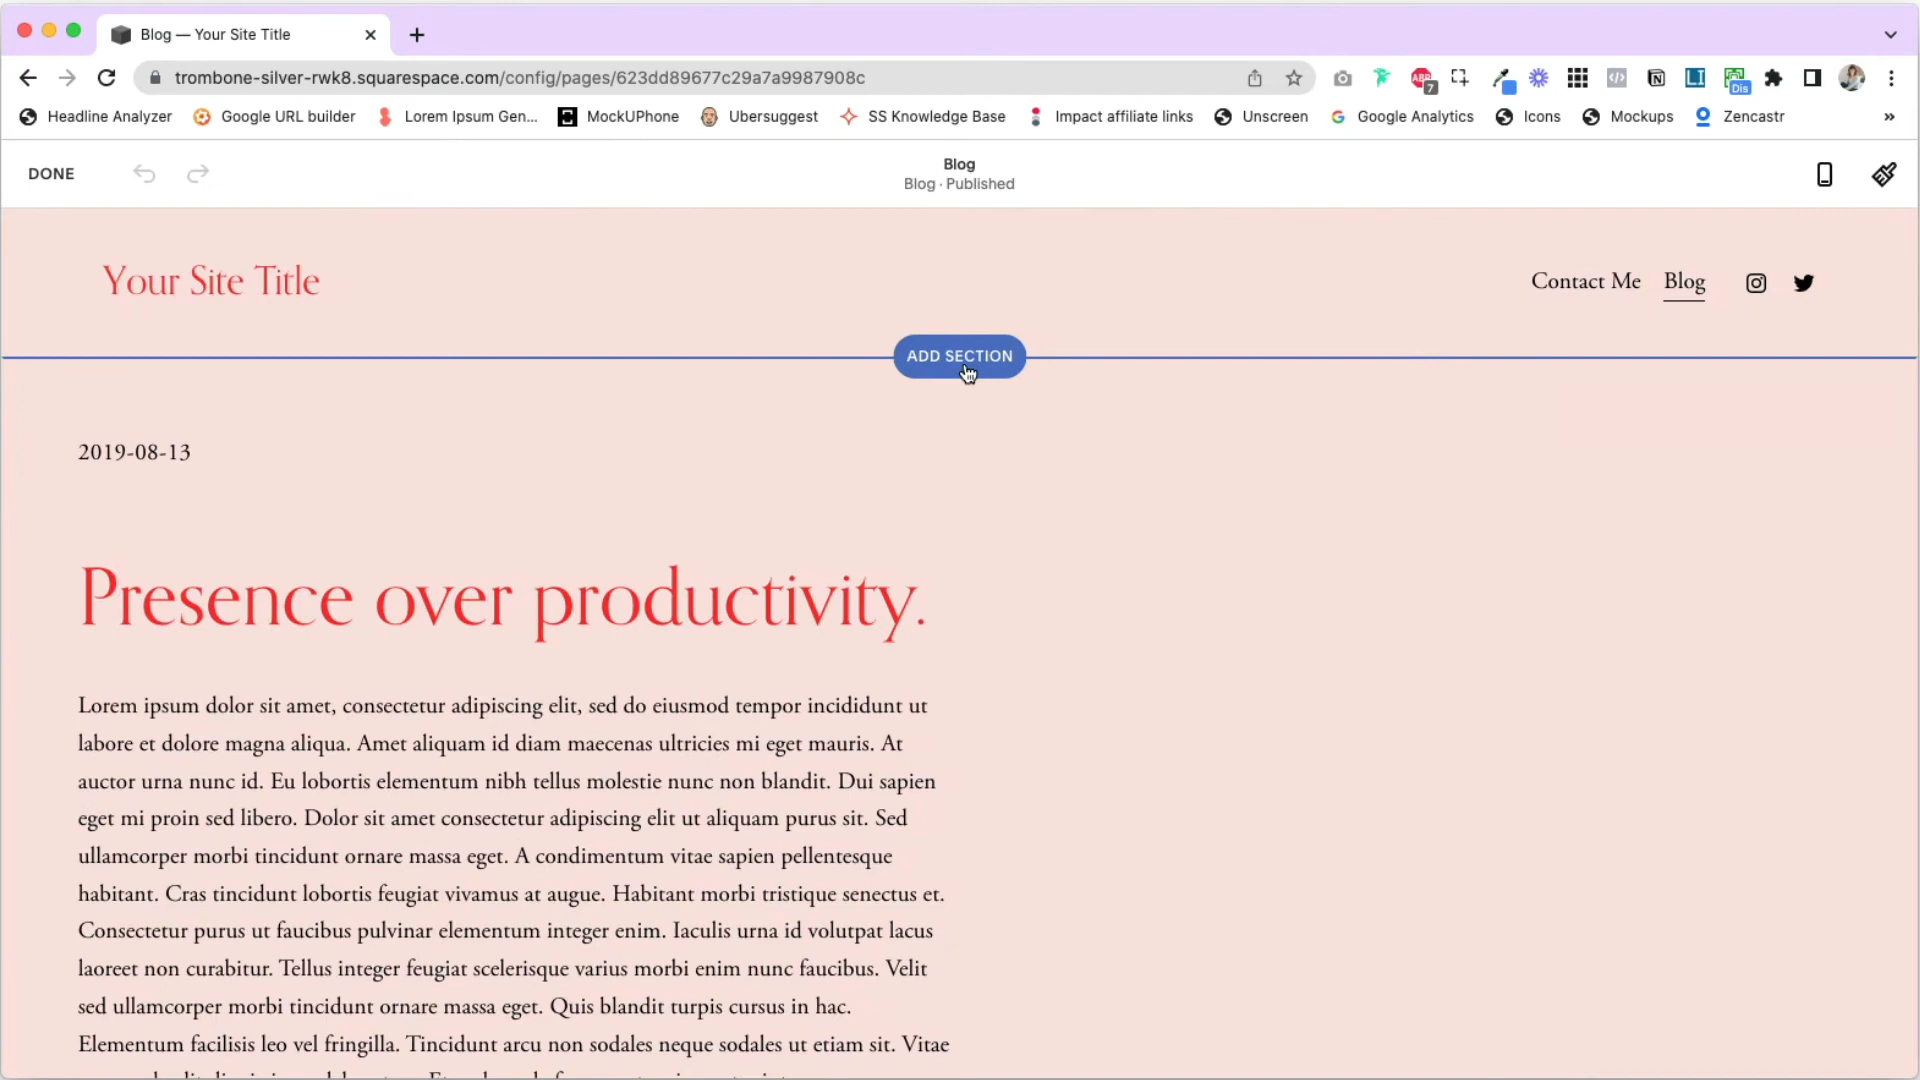 Blog — Your Site Title
trombone-silver-rwk8.squarespace.com/config/pages/623dd89677c29a7a9987908c
ABP
7
LI
Dis
Headline Analyzer
Google URL builder
Lorem Ipsum Gen...
MockUPhone
Ubersuggest
SS Knowledge Base
Impact affiliate links
Unscreen
Google Analytics
Icons
Mockups
Zencastr
DONE
Blog
Blog · Published
Your Site Title
Contact Me
Blog
ADD SECTION
2019-08-13
Presence over productivity.
Lorem ipsum dolor sit amet, consectetur adipiscing elit, sed do eiusmod tempor incididunt ut
labore et dolore magna aliqua. Amet aliquam id diam maecenas ultricies mi eget mauris. At
auctor urna nunc id. Eu lobortis elementum nibh tellus molestie nunc non blandit. Dui sapien
eget mi proin sed libero. Dolor sit amet consectetur adipiscing elit ut aliquam purus sit. Sed
ullamcorper morbi tincidunt ornare massa eget. A condimentum vitae sapien pellentesque
habitant. Cras tincidunt lobortis feugiat vivamus at augue. Habitant morbi tristique senectus et.
Consectetur purus ut faucibus pulvinar elementum integer enim. Iaculis urna id volutpat lacus
laoreet non curabitur. Tellus integer feugiat scelerisque varius morbi enim nunc faucibus. Velit
sed ullamcorper morbi tincidunt ornare massa eget. Quis blandit turpis cursus in hac.
Elementum facilisis leo vel fringilla. Tincidunt arcu non sodales neque sodales ut etiam sit. Vitae